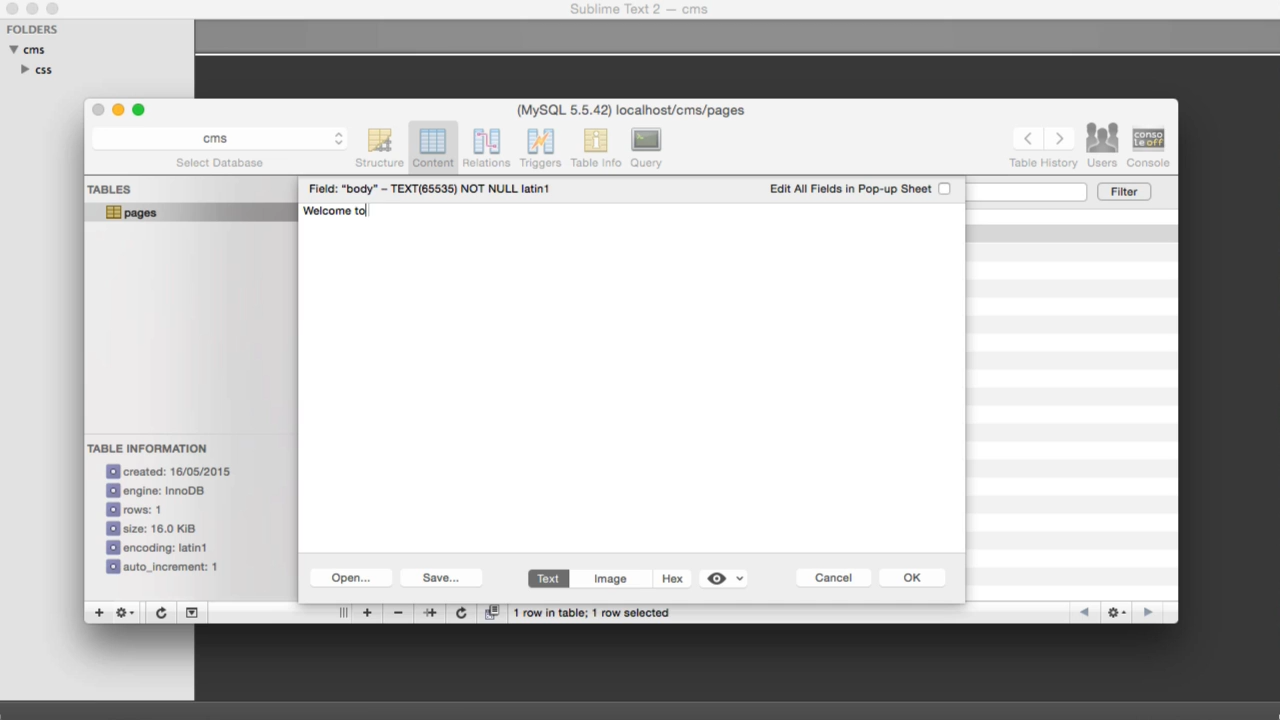 Sublime Text 2 — cms
FOLDERS
cms
css
(MySQL 5.5.42) localhost/cms/pages
cms
Select Database
Structure
Content
Relations
Triggers
Table Info
Query
Table History
Users
conso
le off
Console
TABLES
pages
Field: “body” – TEXT(65535) NOT NULL latin1
Edit All Fields in Pop-up Sheet
Filter
Welcome to
TABLE INFORMATION
created: 16/05/2015
engine: InnoDB
rows: 1
size: 16.0 KiB
encoding: latin1
auto_increment: 1
Open...
Save...
Text
Image
Hex
Cancel
OK
1 row in table; 1 row selected